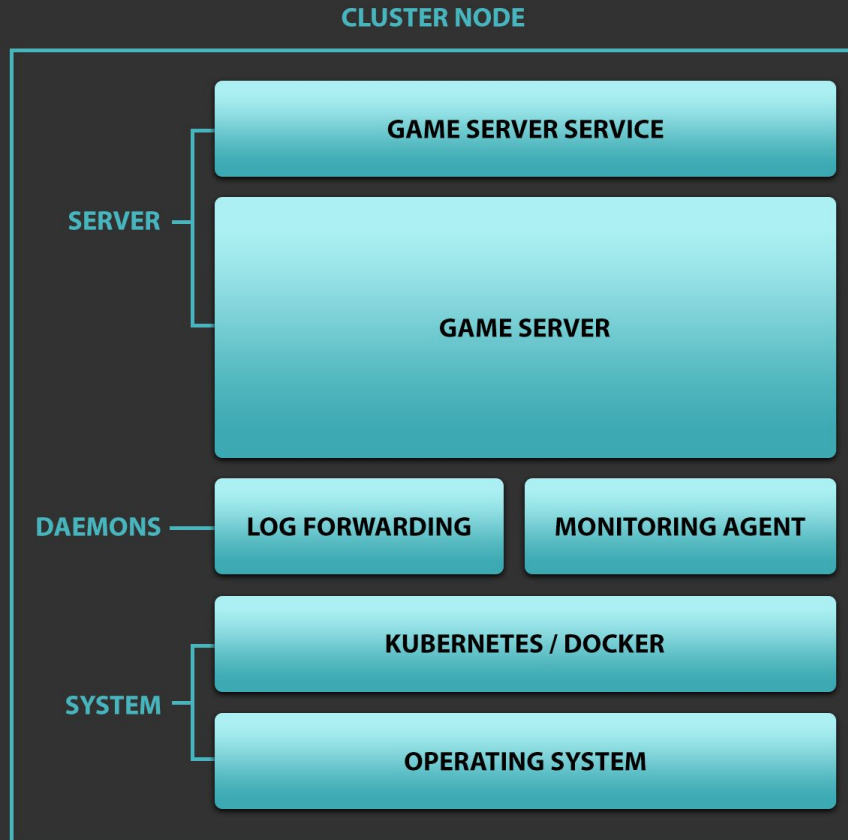 CLUSTER NODE
GAME SERVER SERVICE
SERVER
GAME SERVER
DAEMONS
LOG FORWARDING
MONITORING AGENT
KUBERNETES / DOCKER
SYSTEM
OPERATING SYSTEM